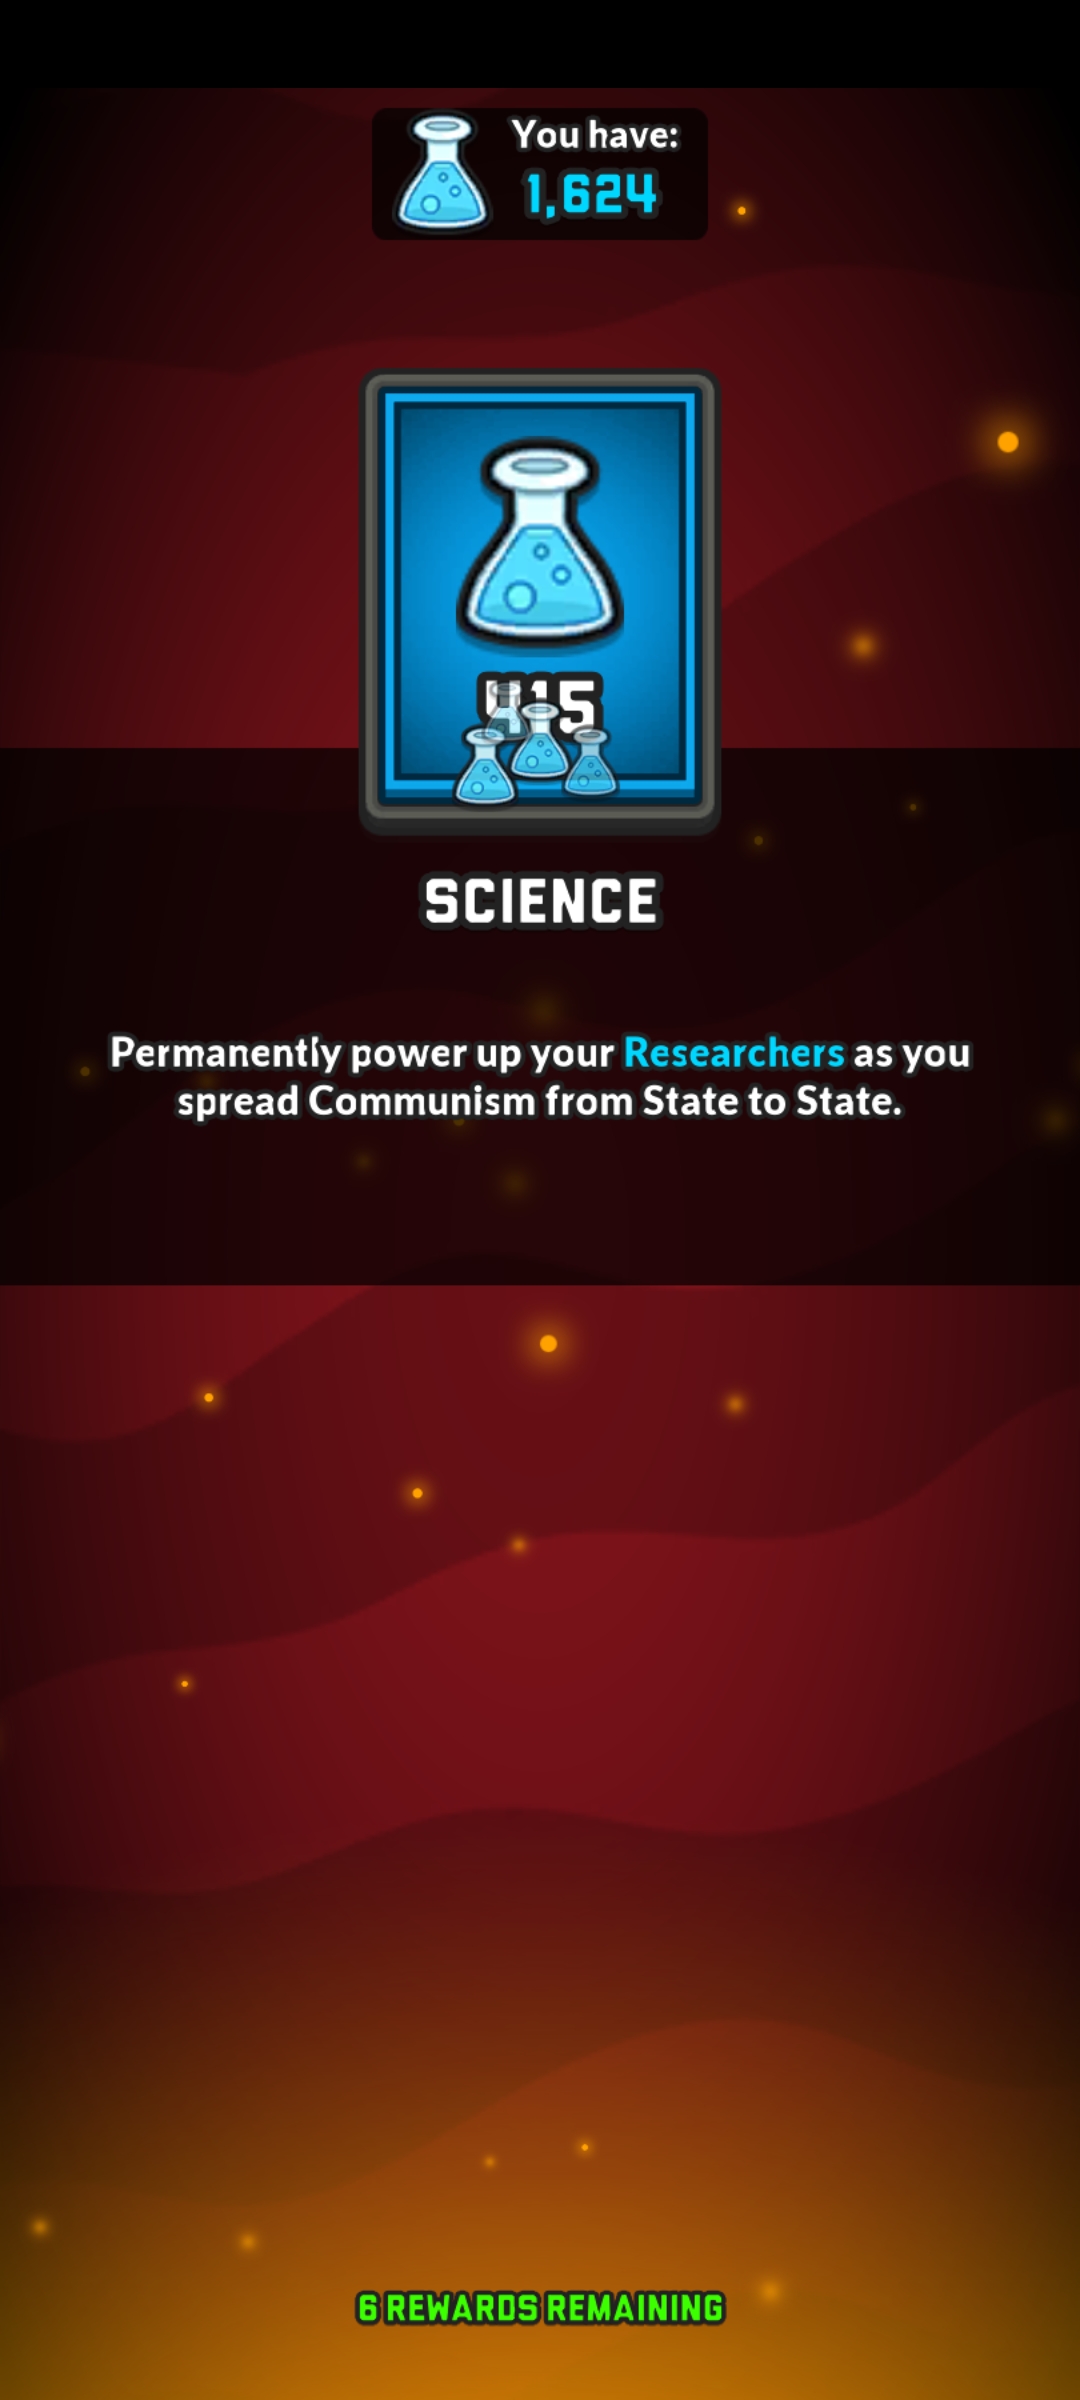 You have:
1,624
SCIENCE
Permanently power up your Researchers as you
spread Communism from State to State.
6 REWARDS REMAINING